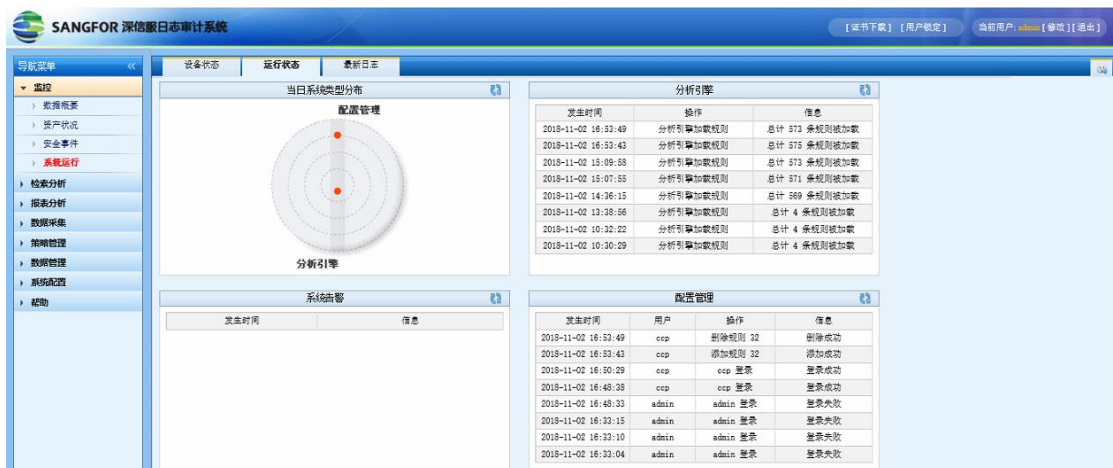 SANGFOR 深信服日志审计系统
[证书下载] [用户锁定] 当前用户:admin[修改][退出]
导航菜单 «
监控
数据概要
资产状况
安全事件
系统运行
检索分析
报表分析
数据采集
策略管理
数据管理
系统配置
帮助
设备状态 运行状态 最新日志
当日系统类型分布
配置管理
分析引擎
分析引擎
发生时间 操作 信息
2018-11-02 16:53:49 分析引擎加载规则 总计 573 条规则被加载
2018-11-02 16:53:43 分析引擎加载规则 总计 575 条规则被加载
2018-11-02 15:09:58 分析引擎加载规则 总计 573 条规则被加载
2018-11-02 15:07:55 分析引擎加载规则 总计 571 条规则被加载
2018-11-02 14:36:15 分析引擎加载规则 总计 569 条规则被加载
2018-11-02 13:38:56 分析引擎加载规则 总计 4 条规则被加载
2018-11-02 10:32:22 分析引擎加载规则 总计 4 条规则被加载
2018-11-02 10:30:29 分析引擎加载规则 总计 4 条规则被加载
系统告警
发生时间 信息
配置管理
发生时间 用户 操作 信息
2018-11-02 16:53:49 ccp 删除规则 32 删除成功
2018-11-02 16:53:43 ccp 添加规则 32 添加成功
2018-11-02 16:50:29 ccp ccp 登录 登录成功
2018-11-02 16:48:38 ccp ccp 登录 登录成功
2018-11-02 16:48:33 admin admin 登录 登录失败
2018-11-02 16:33:15 admin admin 登录 登录失败
2018-11-02 16:33:10 admin admin 登录 登录失败
2018-11-02 16:33:04 admin admin 登录 登录失败